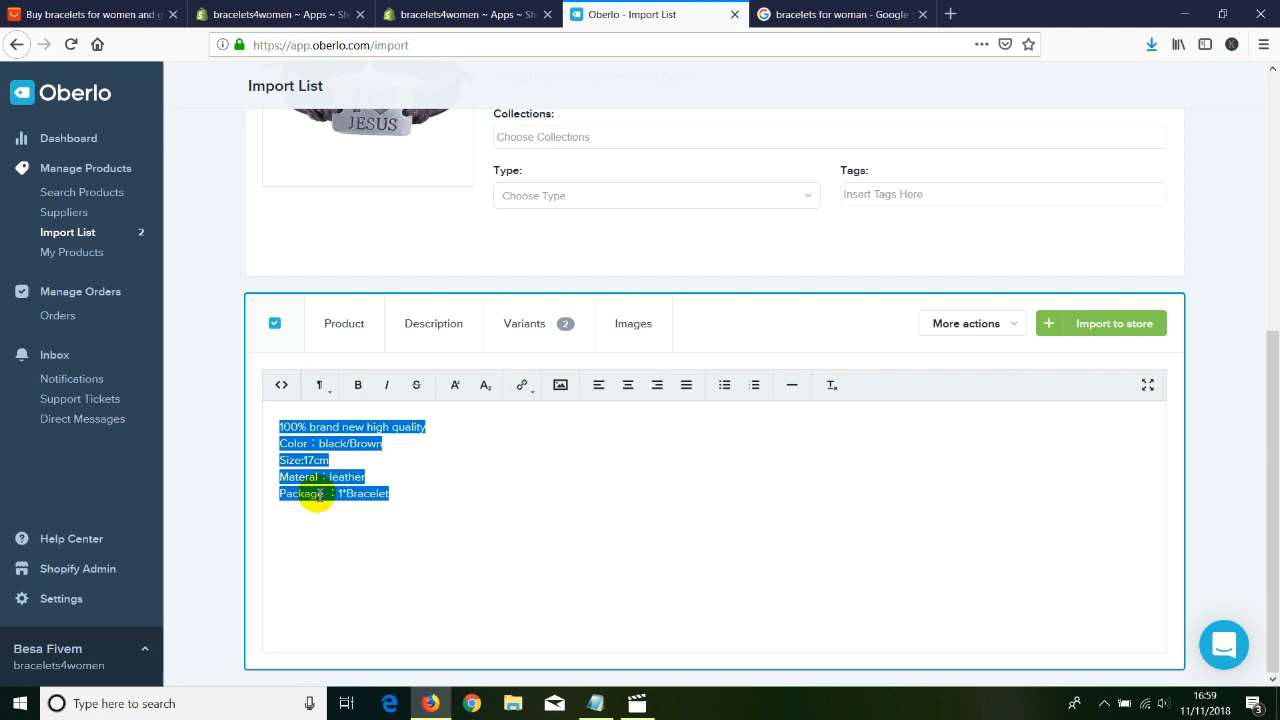 Buy bracelets for women and g
bracelets4women ~ Apps ~ Sh
bracelets4women ~ Apps ~ Sh
Oberlo - Import List
bracelets for woman - Google
https://app.oberlo.com/import
Oberlo
Import List
JESUS
Dashboard
Manage Products
Search Products
Suppliers
Import List 2
My Products
Manage Orders
Orders
Inbox
Notifications
Support Tickets
Direct Messages
Help Center
Shopify Admin
Settings
Besa Fivem
bracelets4women
Collections:
Choose Collections
Type:
Choose Type
Tags:
Insert Tags Here
Product
Description
Variants 2
Images
More actions
Import to store
100% brand new high quality
Color：black/Brown
Size:17cm
Materal：leather
Package ：1*Bracelet
Type here to search
16:59
11/11/2018
3